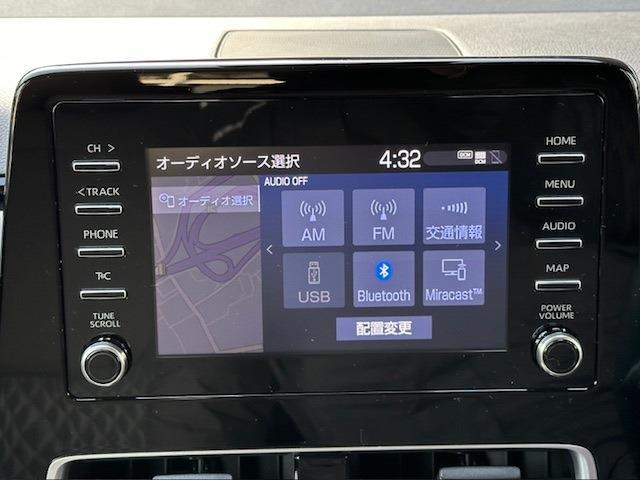 CH >
<TRACK
PHONE
T&C
TUNE
SCROLL
オーディオソース選択
4:32
DCM
DCM
オーディオ選択
AUDIO OFF
AM
FM
交通情報
USB
Bluetooth
Miracast™
配置変更
HOME
MENU
AUDIO
MAP
POWER
VOLUME